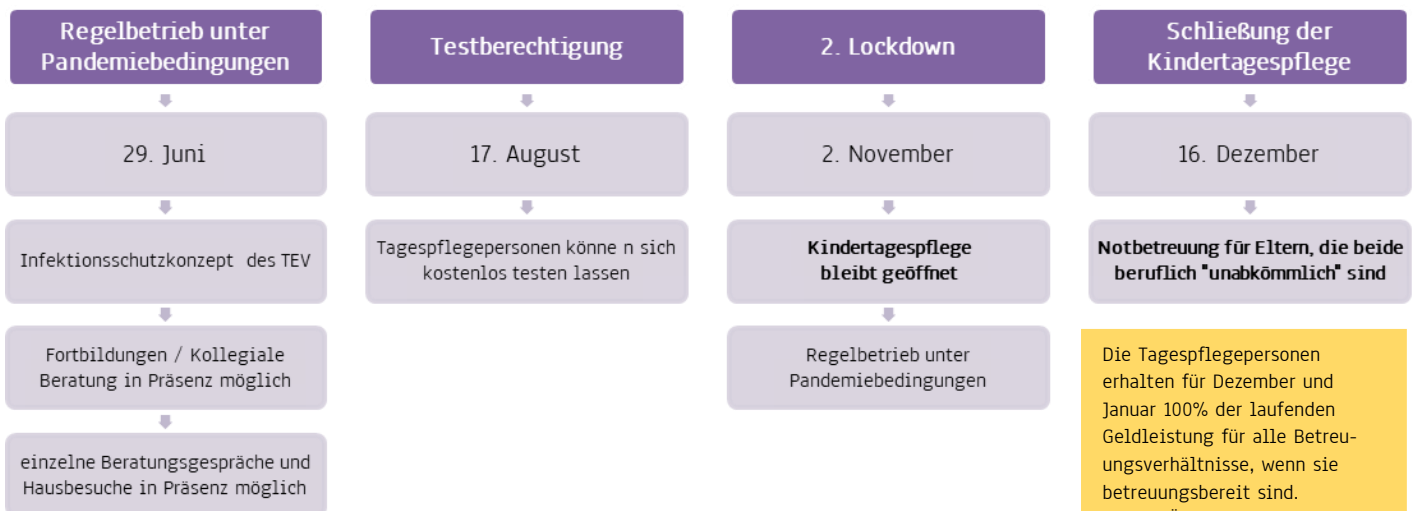 Regelbetrieb unter
Pandemiebedingungen
29. Juni
Infektionsschutzkonzept des TEV
Fortbildungen / Kollegiale
Beratung in Präsenz möglich
einzelne Beratungsgespräche und
Hausbesuche in Präsenz möglich
Testberechtigung
17. August
Tagespflegepersonen könne n sich
kostenlos testen lassen
2. Lockdown
2. November
Kindertagespflege
bleibt geöffnet
Regelbetrieb unter
Pandemiebedingungen
Schließung der
Kindertagespflege
16. Dezember
Notbetreuung für Eltern, die beide
beruflich "unabkömmlich" sind
Die Tagespflegepersonen
erhalten für Dezember und
Januar 100% der laufenden
Geldleistung für alle Betreu-
ungsverhältnisse, wenn sie
betreuungsbereit sind.